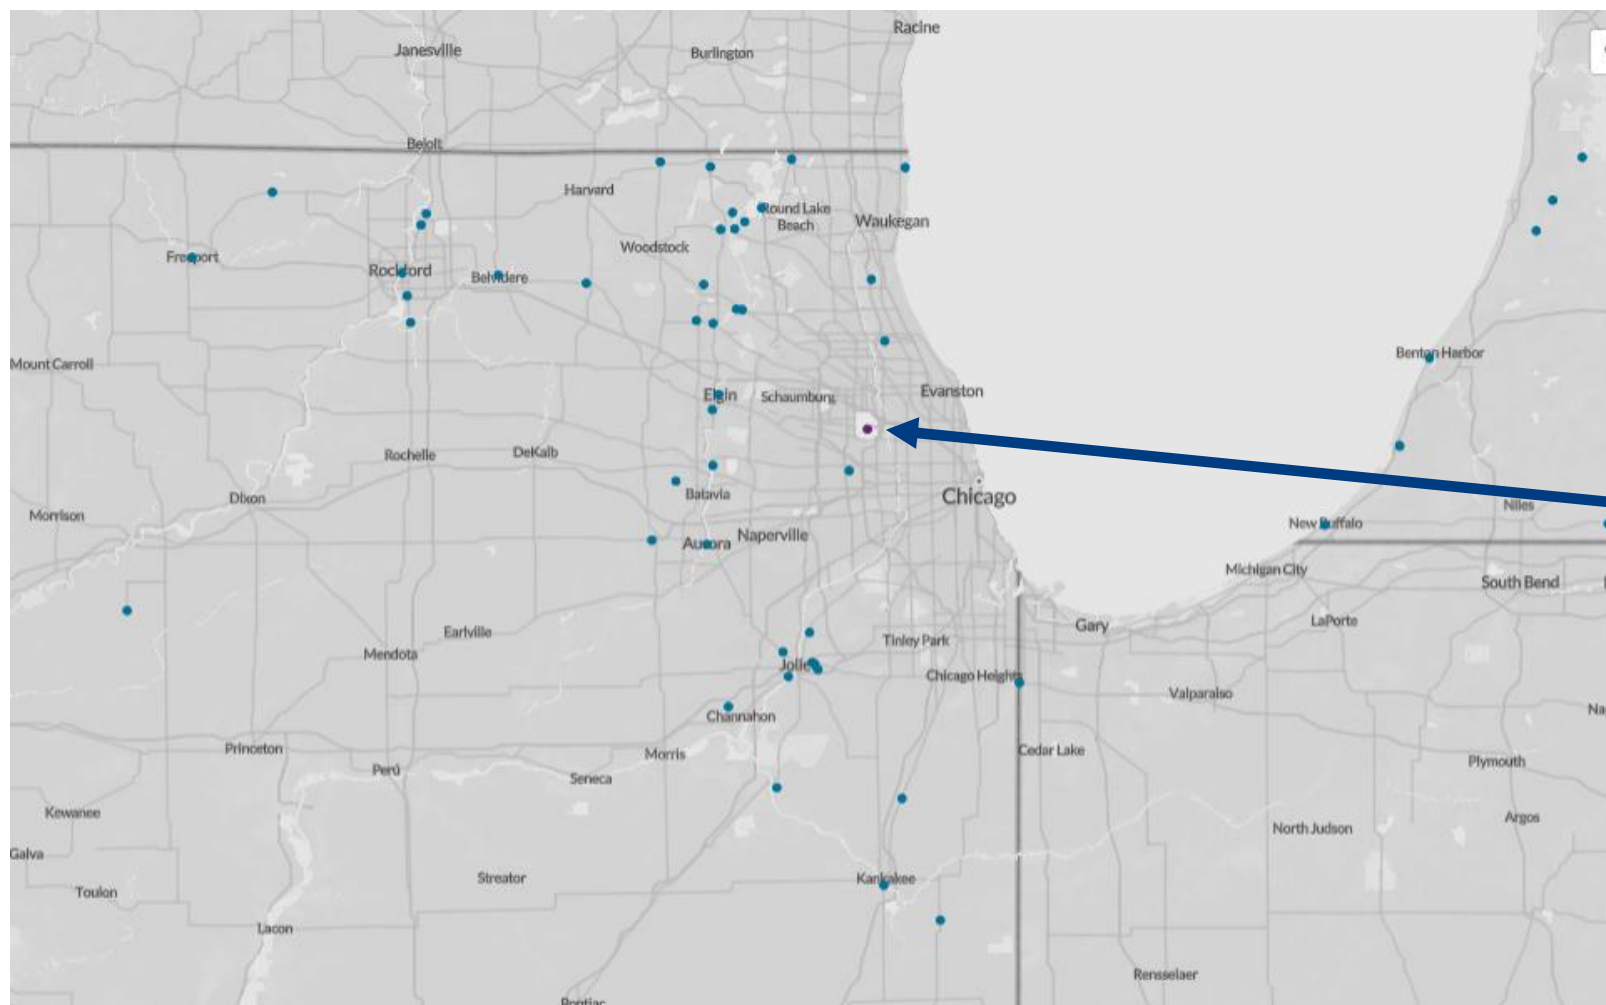 Racine
Janesville
Burlington
Beloit
Harvard
Round Lake
Beach
Waukegan
Woodstock
Freeport
Rockford
Belvidere
Mount Carroll
Benton Harbor
Elgin
Schaumburg
Evanston
Rochelle
DeKalb
Batavia
Chicago
Dixon
Morrison
Niles
New Buffalo
Aurora
Naperville
Michigan City
South Bend
LaPorte
Gary
Earlville
Tinley Park
Mendota
Joliet
Chicago Heights
Valparaiso
Na
Channahon
Princeton
Morris
Cedar Lake
Plymouth
Perú
Seneca
Kewanee
Argos
North Judson
Galva
Streator
Kankakee
Toulon
Lacon
Rensselaer
Pontiac